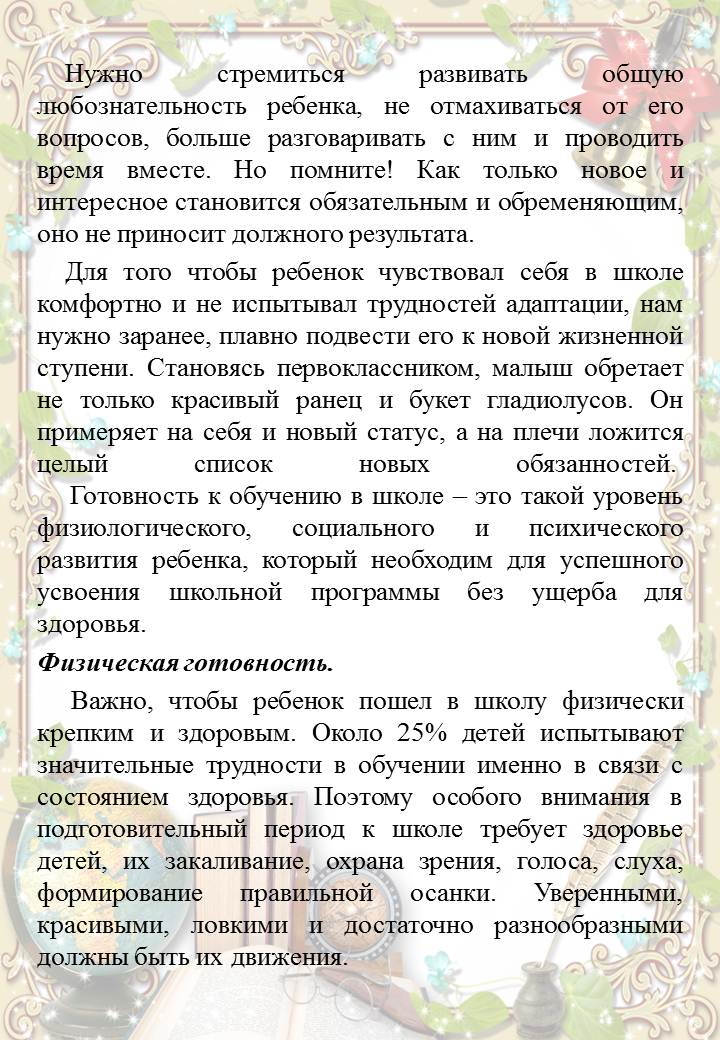 Нужно стремиться развивать общую
любознательность ребенка, не отмахиваться от его
вопросов, больше разговаривать с ним и проводить
время вместе. Но помните! Как только новое и
интересное становится обязательным и обременяющим,
оно не приносит должного результата.
Для того чтобы ребенок чувствовал себя в школе
комфортно и не испытывал трудностей адаптации, нам
нужно заранее, плавно подвести его к новой жизненной
ступени. Становясь первоклассником, малыш обретает
не только красивый ранец и букет гладиолусов. Он
примеряет на себя и новый статус, а на плечи ложится
целый список новых обязанностей.
Готовность к обучению в школе – это такой уровень
физиологического, социального и психического
развития ребенка, который необходим для успешного
усвоения школьной программы без ущерба для
здоровья.
Физическая готовность.
Важно, чтобы ребенок пошел в школу физически
крепким и здоровым. Около 25% детей испытывают
значительные трудности в обучении именно в связи с
состоянием здоровья. Поэтому особого внимания в
подготовительный период к школе требует здоровье
детей, их закаливание, охрана зрения, голоса, слуха,
формирование правильной осанки. Уверенными,
красивыми, ловкими и достаточно разнообразными
должны быть их движения.